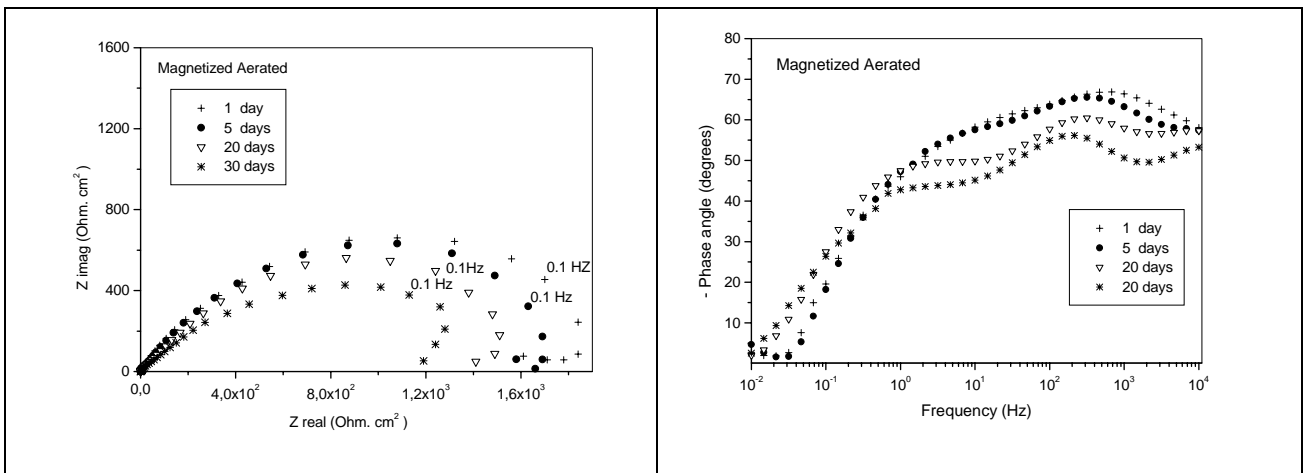 1600
Magnetized Aerated
1 day
5 days
20 days
30 days
1200
800
400
0
Z imag (Ohm. cm2 )
0.1Hz
0.1 HZ
0.1 Hz
0.1 Hz
0,0
4,0x102
8,0x102
1,2x103
1,6x103
Z real (Ohm. cm2 )
80
70
60
50
40
30
20
10
- Phase angle (degrees)
Magnetized Aerated
1 day
5 days
20 days
20 days
10-2
10-1
100
101
102
103
104
Frequency (Hz)